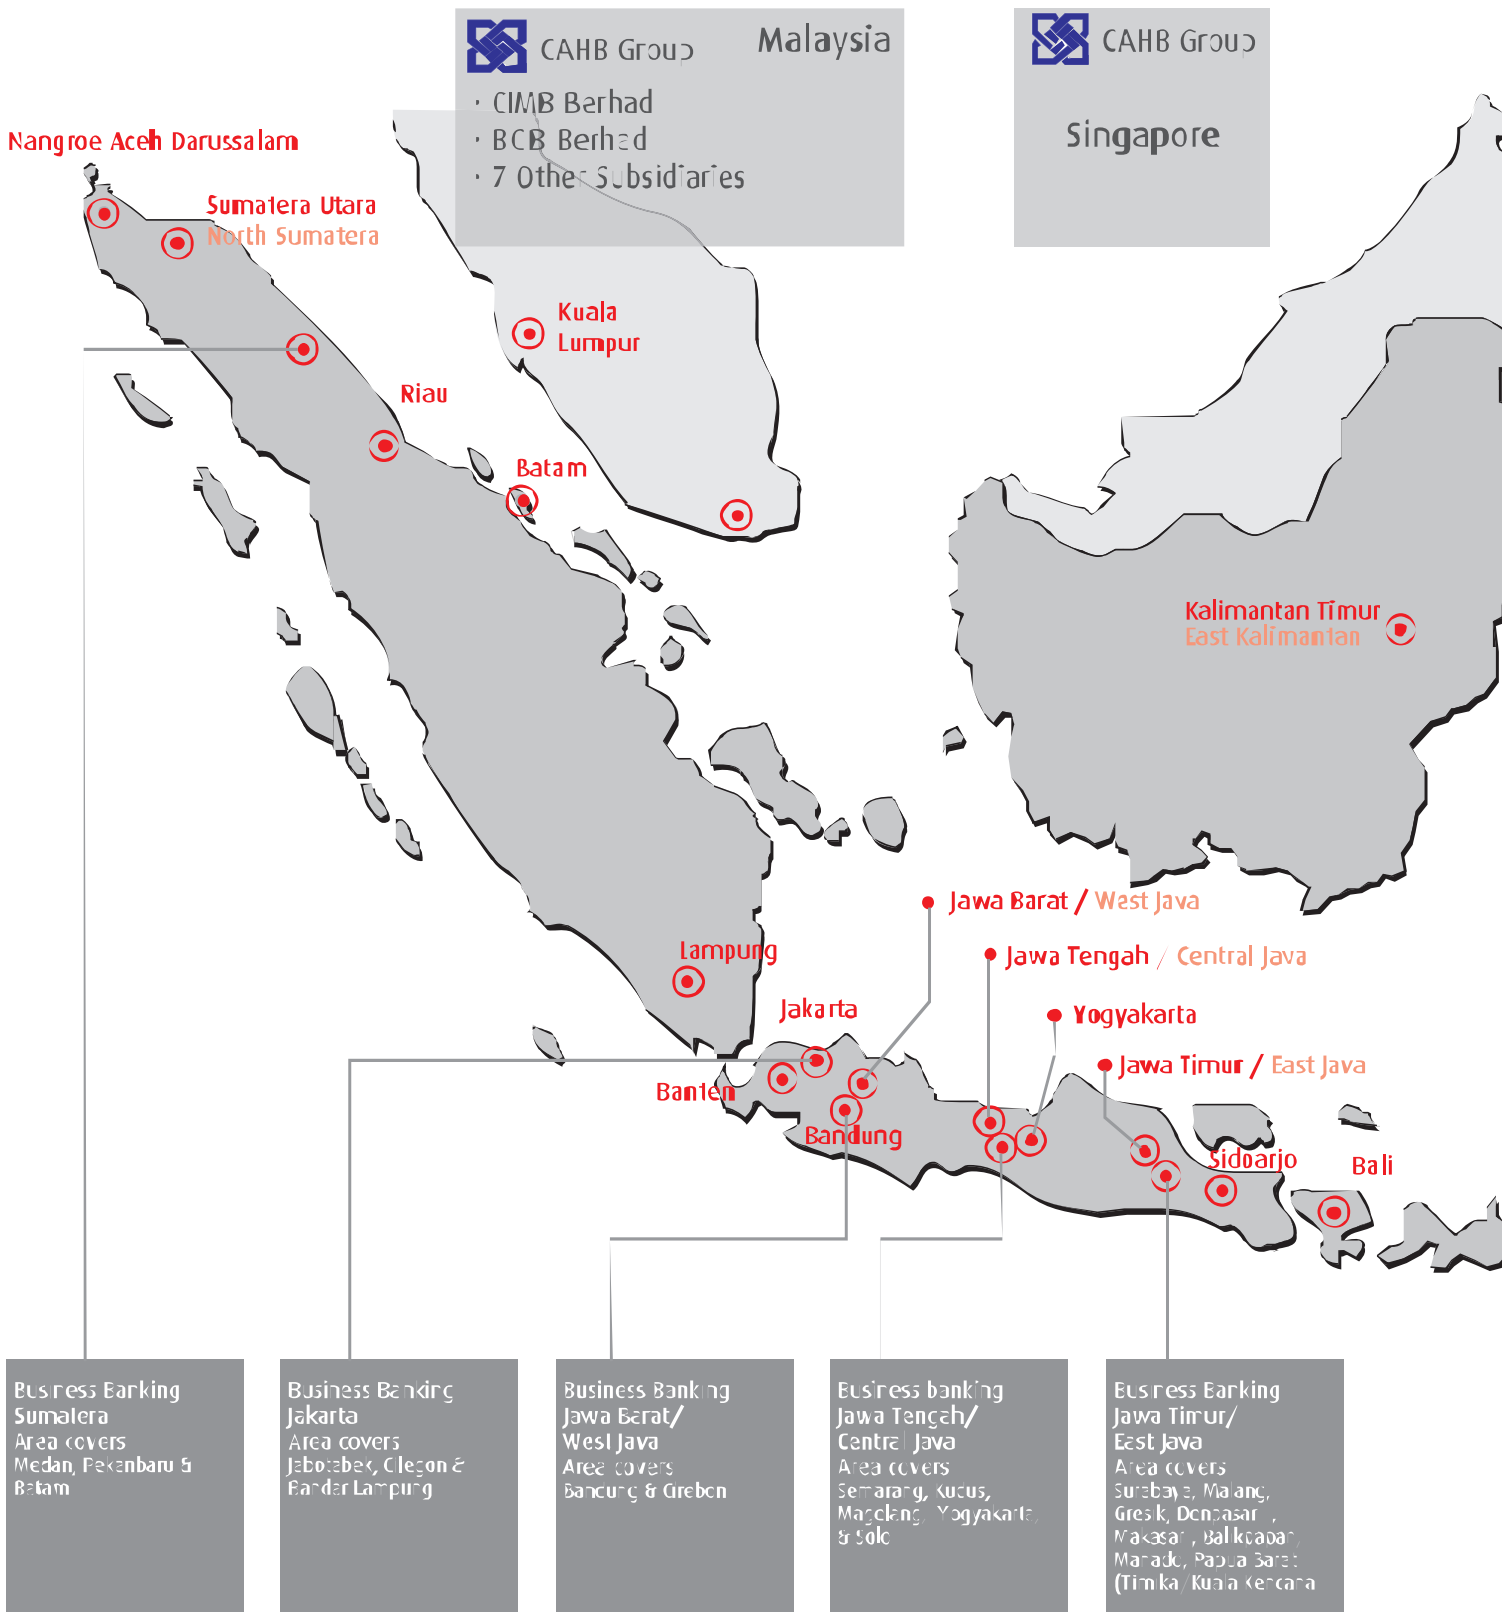 CAHB Group
Malaysia
· CIMB Berhad
· BCB Berhad
· 7 Other Subsidiaries
CAHB Group
Singapore
Nangroe Aceh Darussalam
Sumatera Utara
North Sumatera
Kuala
Lumpur
Riau
Batam
Kalimantan Timur
East Kalimantan
Jawa Barat / West Java
Lampung
Jawa Tengah / Central Java
Jakarta
Yogyakarta
Jawa Timur / East Java
Banten
Bandung
Sidoarjo
Bali
Business Banking
Sumatera
Area covers
Medan, Pekanbaru &
Batam
Business Banking
Jakarta
Area covers
Jabotabek, Cilegon &
Bandar Lampung
Business Banking
Jawa Barat/
West Java
Area covers
Bandung & Cirebon
Business banking
Jawa Tengah/
Central Java
Area covers
Semarang, Kudus,
Magelang, Yogyakarta,
& Solo
Business Banking
Jawa Timur/
East Java
Area covers
Surabaya, Malang,
Gresik, Denpasar ,
Makasar , Balikpapan,
Manado, Papua Barat
(Timika/Kuala Kencana